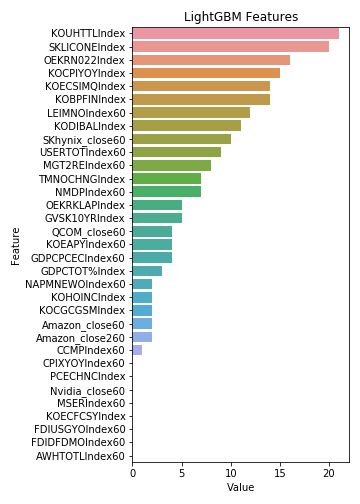 LightGBM Features
KOUHTTLIndex
SKLICONEIndex
OEKRN022Index
KOCPIYOYIndex
KOECSIMQIndex
KOBPFINIndex
LEIMNOIndex60
KODIBALIndex
SKhynix_close60
USERTOTIndex60
MGT2REIndex60
TMNOCHNGIndex
NMDPIndex60
OEKRKLAPIndex
GVSK10YRIndex
QCOM_close60
KOEAPYIndex60
GDPCPCECIndex60
GDPCTOT%Index
NAPMNEWOIndex60
KOHOINCIndex
KOCGCGSMIndex
Amazon_close60
Amazon_close260
CCMPIndex60
CPIXYOYIndex60
PCECHNCIndex
Nvidia_close60
MSERIndex60
KOECFCSYIndex
FDIUSGYOIndex60
FDIDFDMOIndex60
AWHTOTLIndex60
Feature
0 5 10 15 20
Value